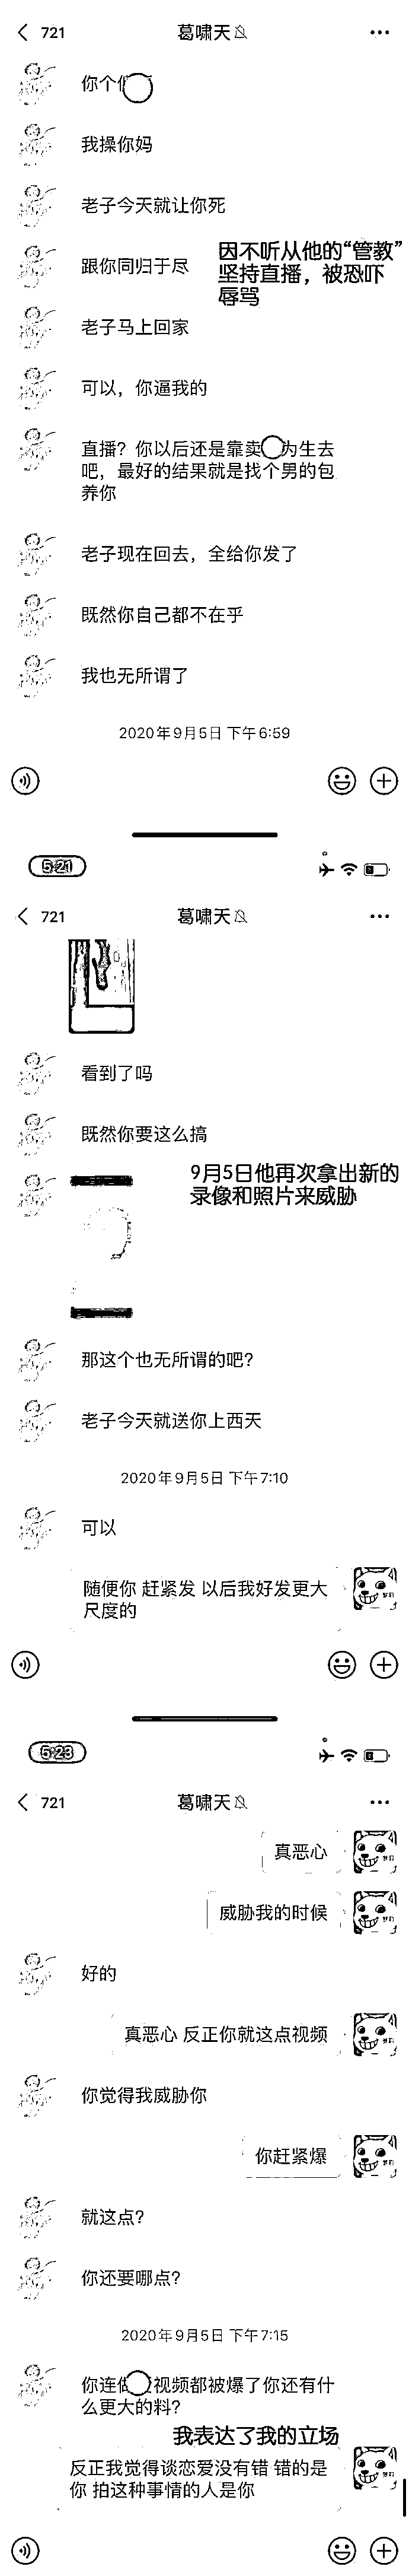 721
葛啸天
你个
我操你妈
老子今天就让你死
跟你同归于尽
因不听从他的“管教”
坚持直播，被恐吓
辱骂
老子马上回家
可以，你逼我的
直播？你以后还是靠卖 为生去
吧，最好的结果就是找个男的包
养你
老子现在回去，全给你发了
既然你自己都不在乎
我也无所谓了
2020年9月5日 下午6:59
5:21
721
葛啸天
看到了吗
既然你要这么搞
9月5日他再次拿出新的
录像和照片来威胁
那这个也无所谓的吧？
老子今天就送你上西天
2020年9月5日 下午7:10
可以
随便你 赶紧发 以后我好发更大
尺度的
5:23
721
葛啸天
真恶心
威胁我的时候
好的
真恶心 反正你就这点视频
你觉得我威胁你
你赶紧爆
就这点？
你还要哪点？
2020年9月5日 下午7:15
你连 视频都被爆了你还有什
么更大的料？
我表达了我的立场
反正我觉得谈恋爱没有错 错的是
你 拍这种事情的人是你